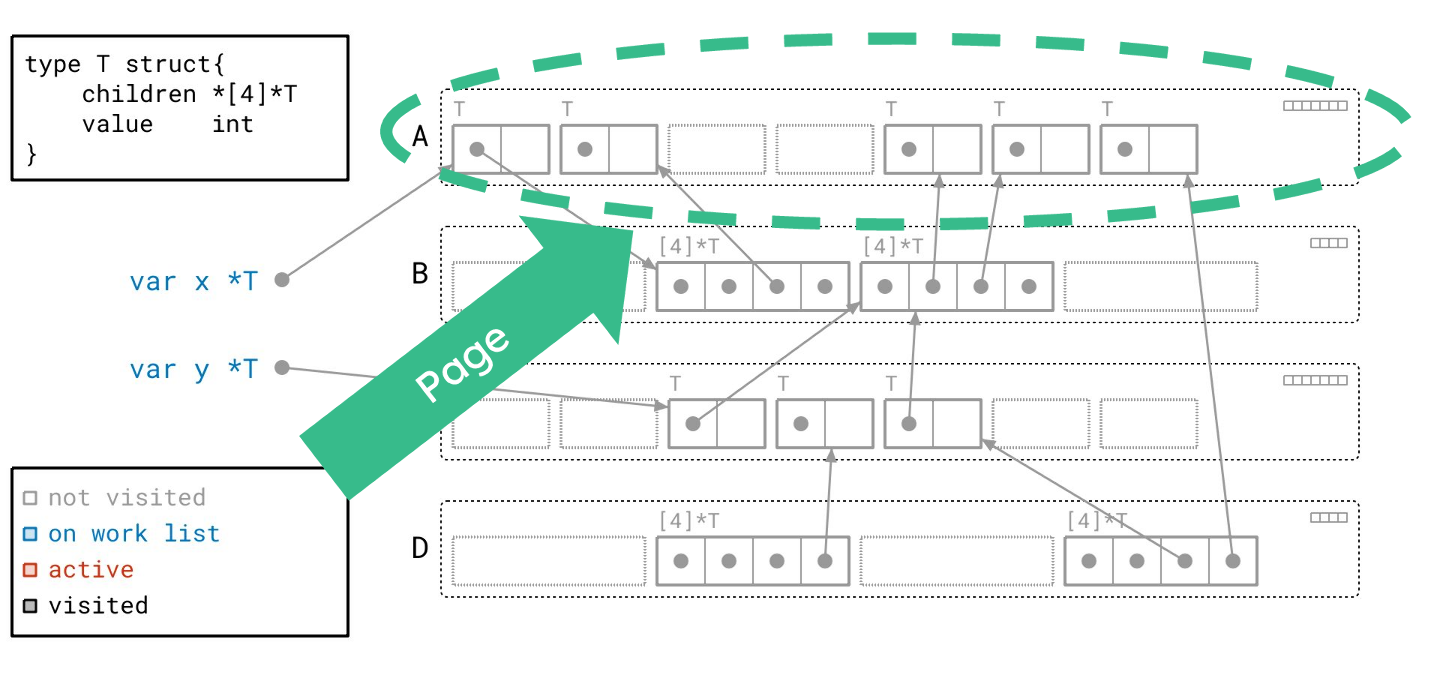 type T struct{
    children *[4]*T
    value    int
}
T T T T T
A
[4]*T [4]*T
B
var x *T
Page
var y *T
T T T
[4]*T [4]*T
D
not visited
on work list
active
visited